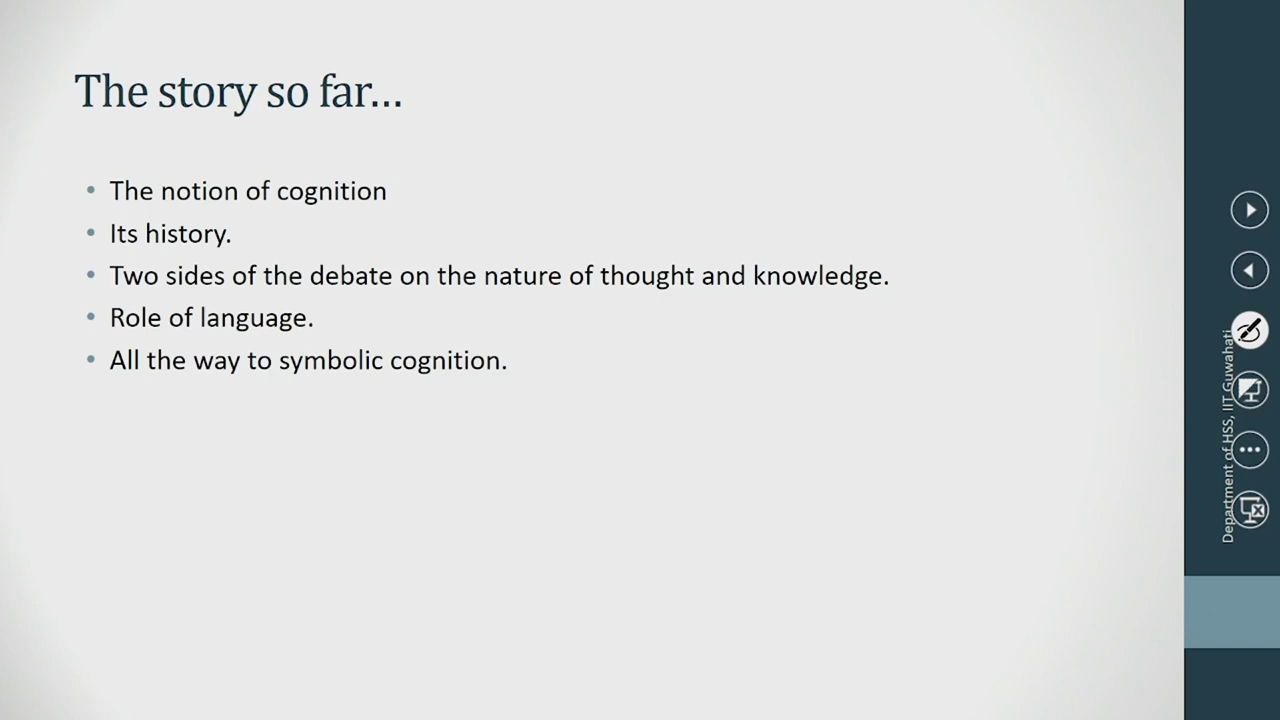 The story so far...
• The notion of cognition
• Its history.
• Two sides of the debate on the nature of thought and knowledge.
• Role of language.
• All the way to symbolic cognition.
Department of HSS, IIT Guwahati